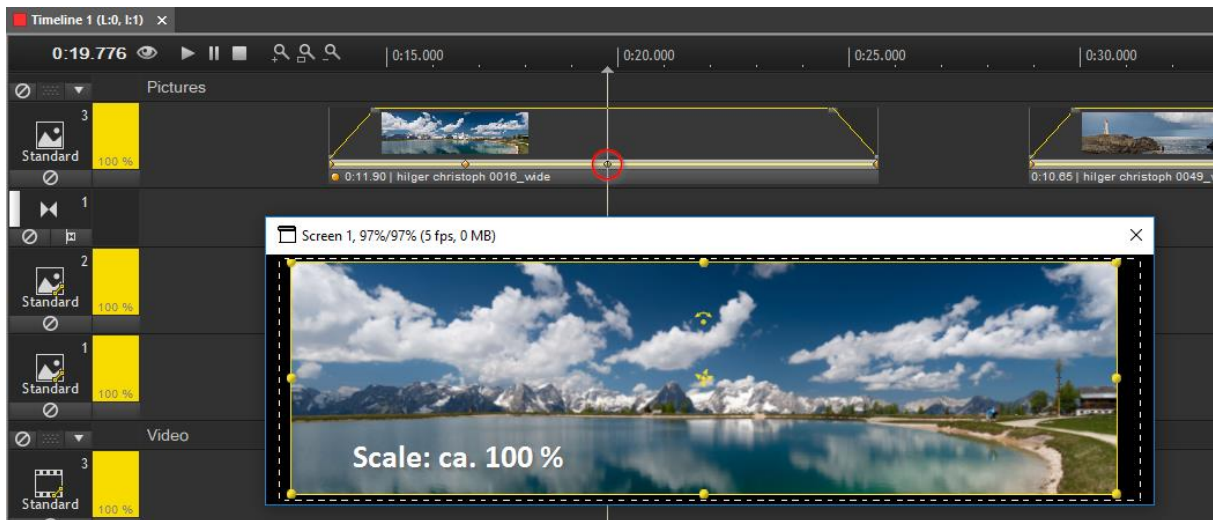 Timeline 1 (L:0, I:1)
0:19.776
0:15.000
0:20.000
0:25.000
0:30.000
Pictures
3
Standard
100 %
0:11.90 | hilger christoph 0016_wide
0:10.65 | hilger christoph 0049_
1
Screen 1, 97%/97% (5 fps, 0 MB)
2
Standard
100 %
1
Standard
100 %
Scale: ca. 100 %
Video
3
Standard
100 %